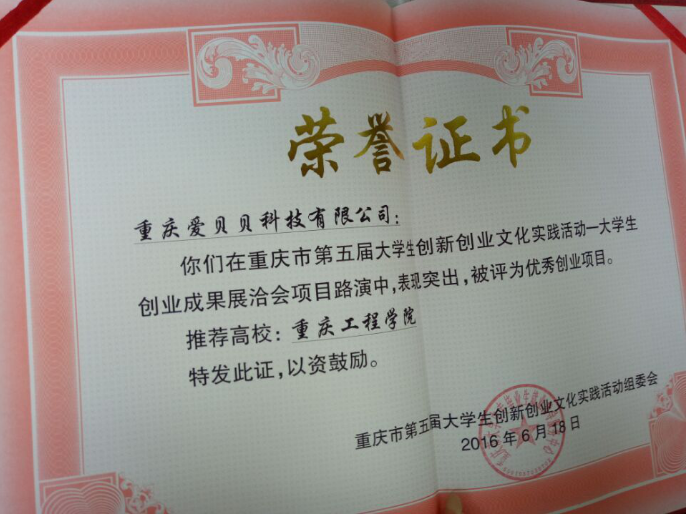 荣誉证书
重庆爱贝贝科技有限公司：
你们在重庆市第五届大学生创新创业文化实践活动一大学生
创业成果展洽会项目路演中，表现突出，被评为优秀创业项目。
推荐高校：重庆工程学院
特发此证，以资鼓励。
重庆市第五届大学生创新创业文化实践活动组委会
2016年6月18日